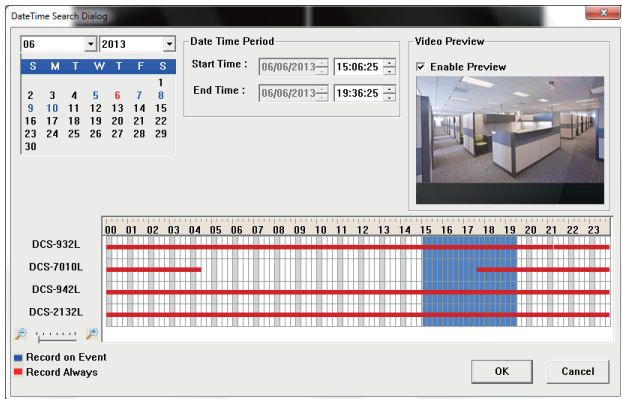 DateTime Search Dialog
06 2013
S M T W T F S
1
2 3 4 5 6 7 8
9 10 11 12 13 14 15
16 17 18 19 20 21 22
23 24 25 26 27 28 29
30
Date Time Period
Start Time : 06/06/2013 15:06:25
End Time : 06/06/2013 19:36:25
Video Preview
Enable Preview
00 01 02 03 04 05 06 07 08 09 10 11 12 13 14 15 16 17 18 19 20 21 22 23
DCS-932L
DCS-7010L
DCS-942L
DCS-2132L
Record on Event
Record Always
OK Cancel